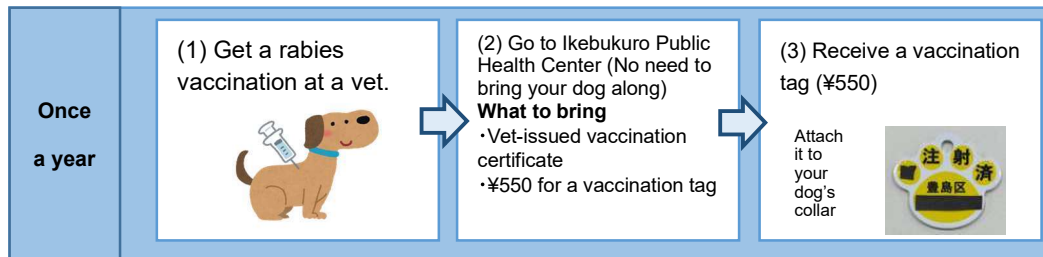 Once
a year
(1) Get a rabies
vaccination at a vet.
(2) Go to Ikebukuro Public
Health Center (No need to
bring your dog along)
What to bring
・Vet-issued vaccination
certificate
・¥550 for a vaccination tag
(3) Receive a vaccination
tag (¥550)
Attach
it to
your
dog's
collar
注射済
豊島区